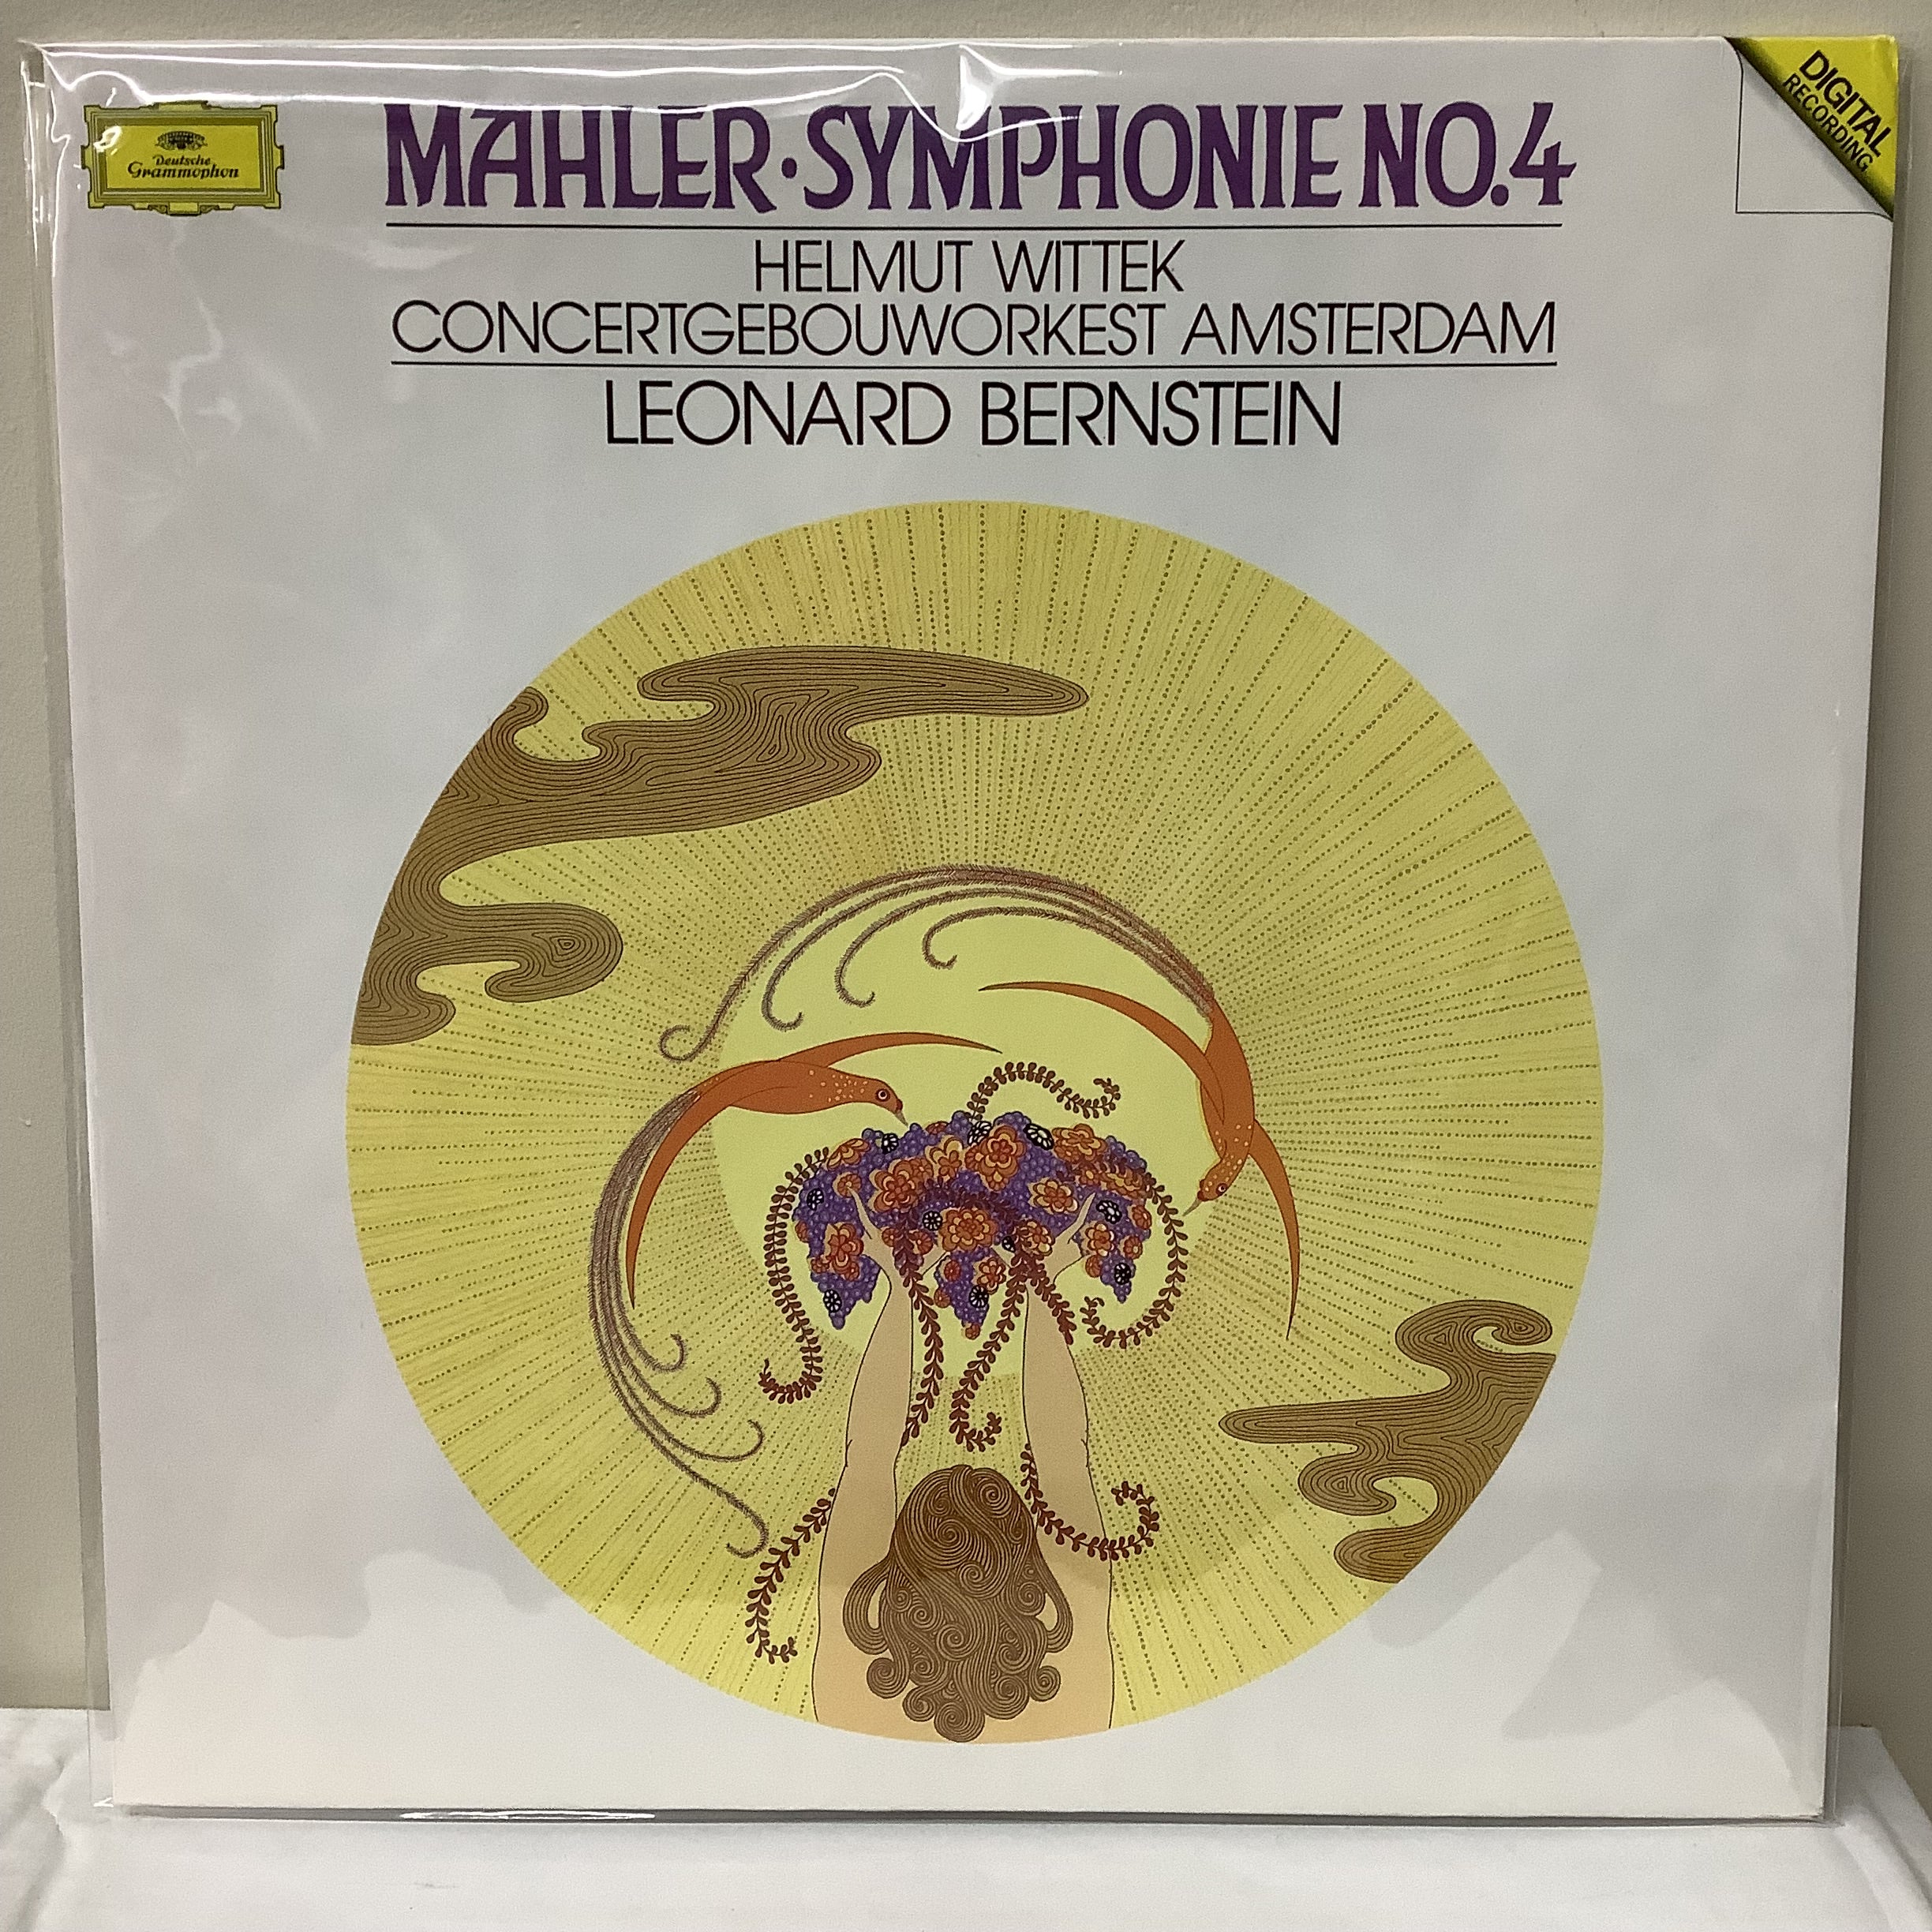 Deutsche
Grammophon
MAHLER·SYMPHONIE NO.4
DIGITAL
RECORDING
HELMUT WITTEK
CONCERTGEBOUWORKEST AMSTERDAM
LEONARD BERNSTEIN